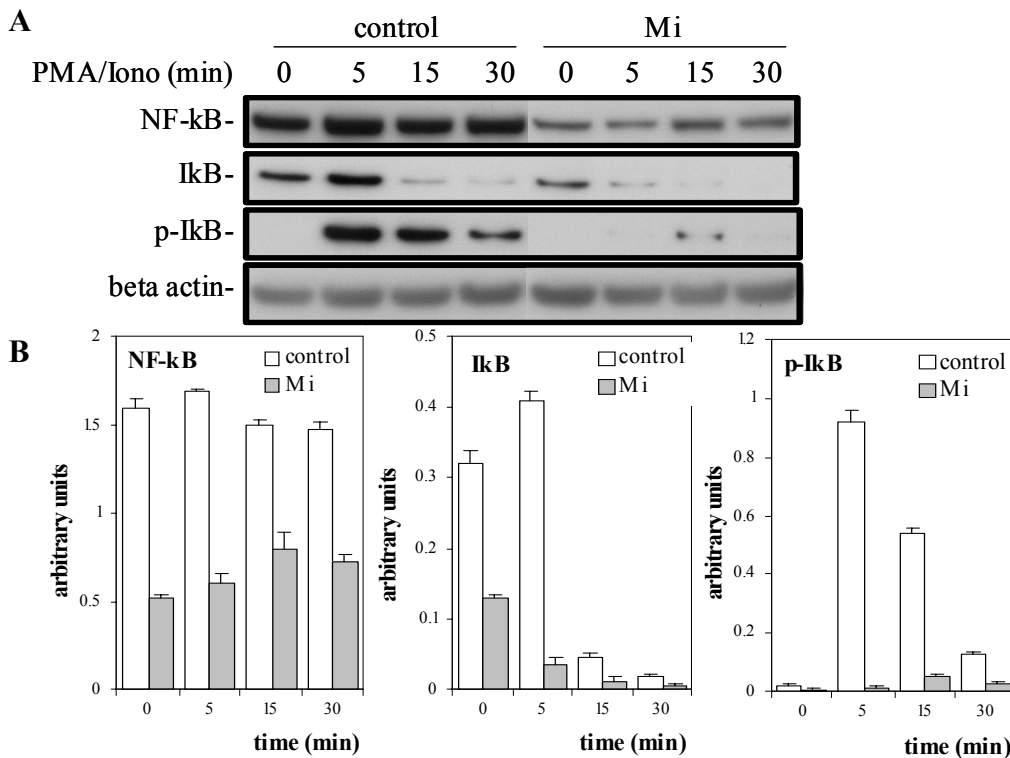 A
control Mi
PMA/Iono (min) 0 5 15 30 0 5 15 30
NF-kB-
IkB-
p-IkB-
beta actin-
B
NF-kB
control
Mi
2
1.5
1
0.5
0
arbitrary units
0 5 15 30
time (min)
IkB
control
Mi
0.5
0.4
0.3
0.2
0.1
0
arbitrary units
0 5 15 30
time (min)
p-IkB
control
Mi
1.2
1
0.8
0.6
0.4
0.2
0
arbitrary units
0 5 15 30
time (min)